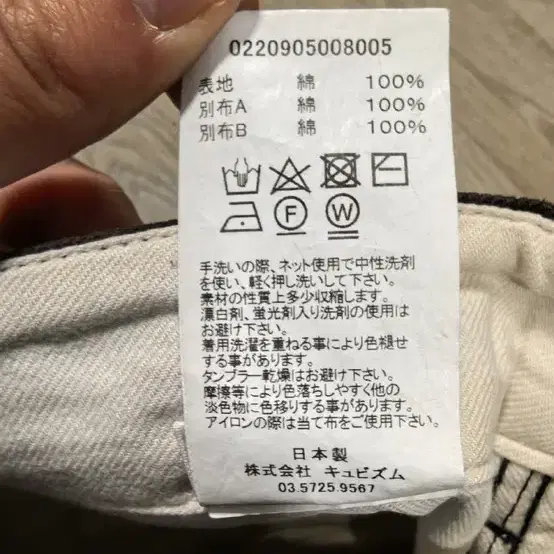 0220905008005
表地 綿 100%
別布A 綿 100%
別布B 綿 100%
F W
手洗いの際、ネット使用で中性洗剤
を使い、軽く押し洗いして下さい。
素材の性質上多少収縮します。
漂白剤、蛍光剤入り洗剤の使用は
お避け下さい。
着用洗濯を重ねる事により色褪せ
する事があります。
タンブラー乾燥はお避け下さい。
摩擦等により色落ちしやすく他の
淡色物に色移りする事があります。
アイロンの際は当て布をご使用下さい。
日本製
株式会社 キュビズム
03.5725.9567